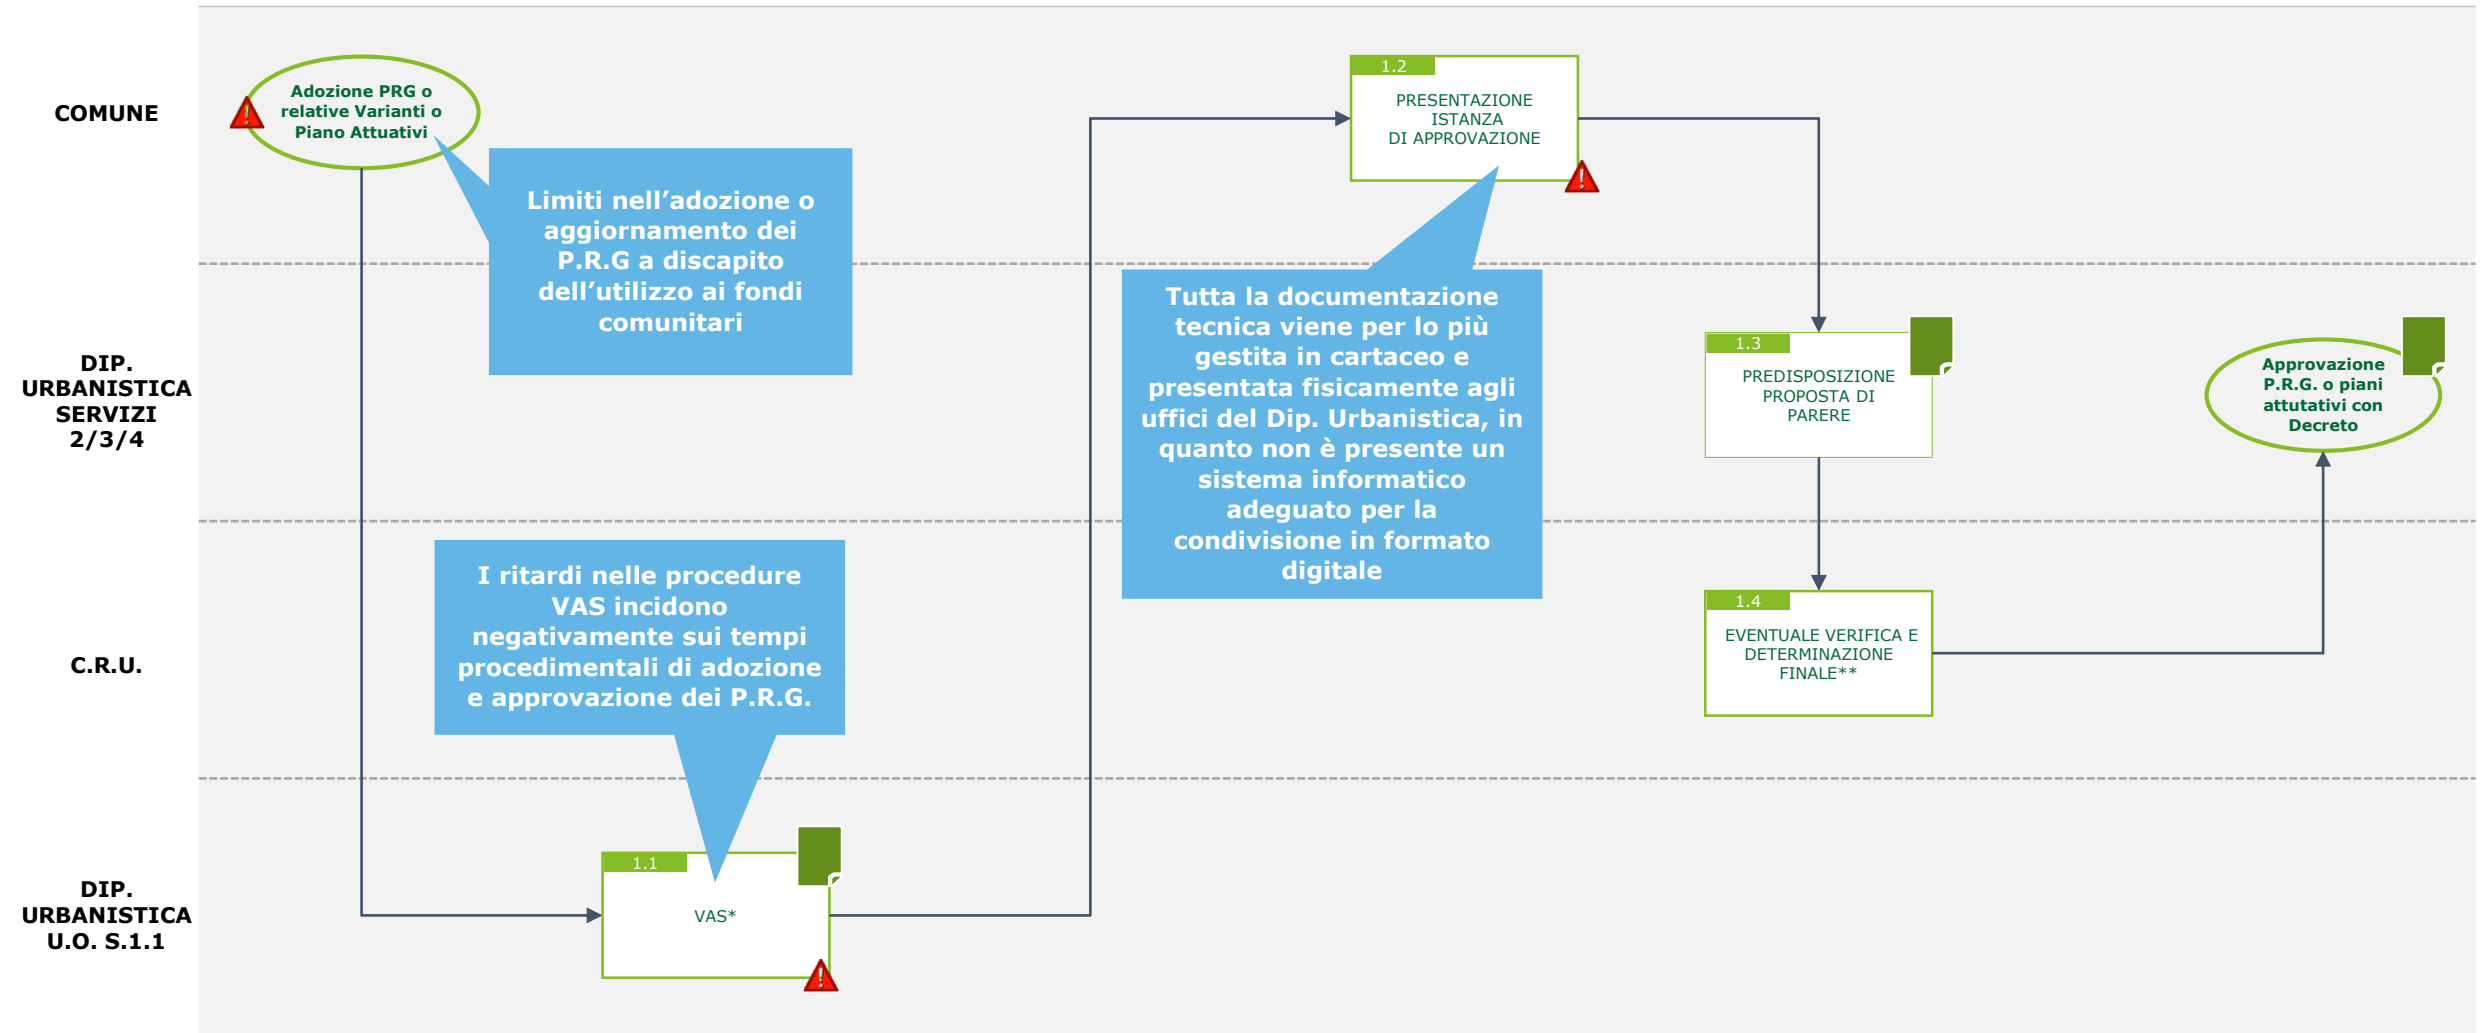 COMUNE
Adozione PRG o
relative Varianti o
Piano Attuativi
Limiti nell’adozione o
aggiornamento dei
P.R.G a discapito
dell’utilizzo ai fondi
comunitari
1.2
PRESENTAZIONE
ISTANZA
DI APPROVAZIONE
Tutta la documentazione
tecnica viene per lo più
gestita in cartaceo e
presentata fisicamente agli
uffici del Dip. Urbanistica, in
quanto non è presente un
sistema informatico
adeguato per la
condivisione in formato
digitale
DIP.
URBANISTICA
SERVIZI
2/3/4
1.3
PREDISPOSIZIONE
PROPOSTA DI
PARERE
Approvazione
P.R.G. o piani
attutativi con
Decreto
C.R.U.
I ritardi nelle procedure
VAS incidono
negativamente sui tempi
procedimentali di adozione
e approvazione dei P.R.G.
1.4
EVENTUALE VERIFICA E
DETERMINAZIONE
FINALE**
DIP.
URBANISTICA
U.O. S.1.1
1.1
VAS*